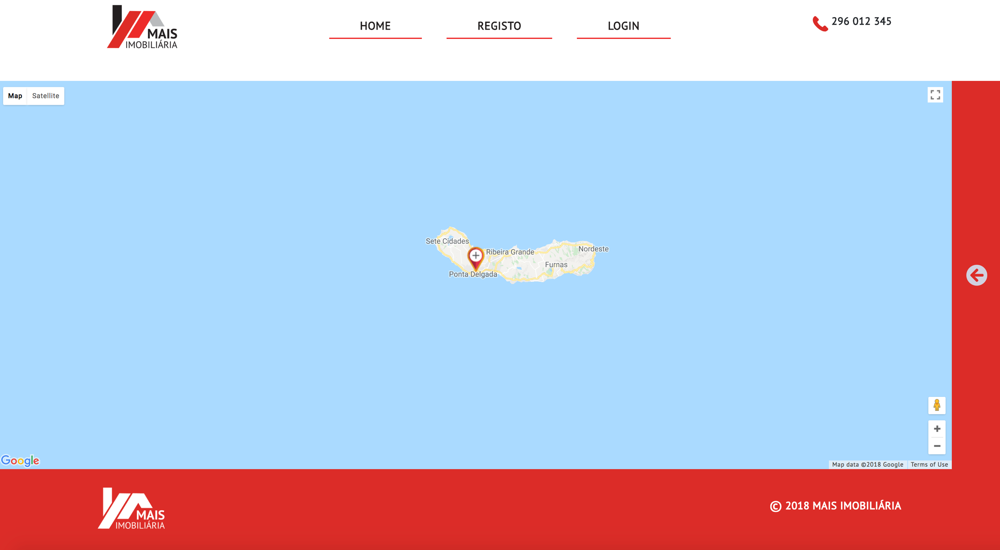 MAIS
IMOBILIÁRIA
HOME
REGISTO
LOGIN
296 012 345
Map
Satellite
Sete Cidades
Ribeira Grande
Nordeste
Furnas
Ponta Delgada
Google
Map data ©2018 Google
Terms of Use
MAIS
IMOBILIÁRIA
© 2018 MAIS IMOBILIÁRIA